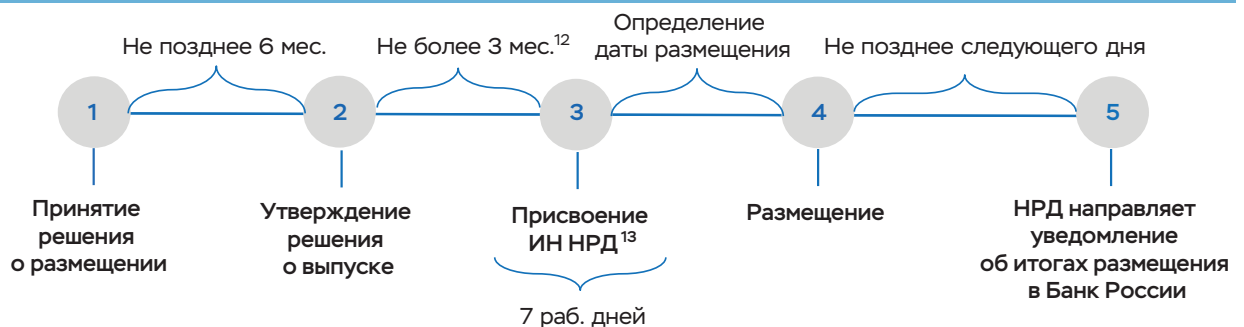 Не позднее 6 мес.
Не более 3 мес.12
Определение
даты размещения
Не позднее следующего дня
1
2
3
4
5
Принятие
решения
о размещении
Утверждение
решения
о выпуске
Присвоение
ИН НРД13
7 раб. дней
Размещение
НРД направляет
уведомление
об итогах размещения
в Банк России